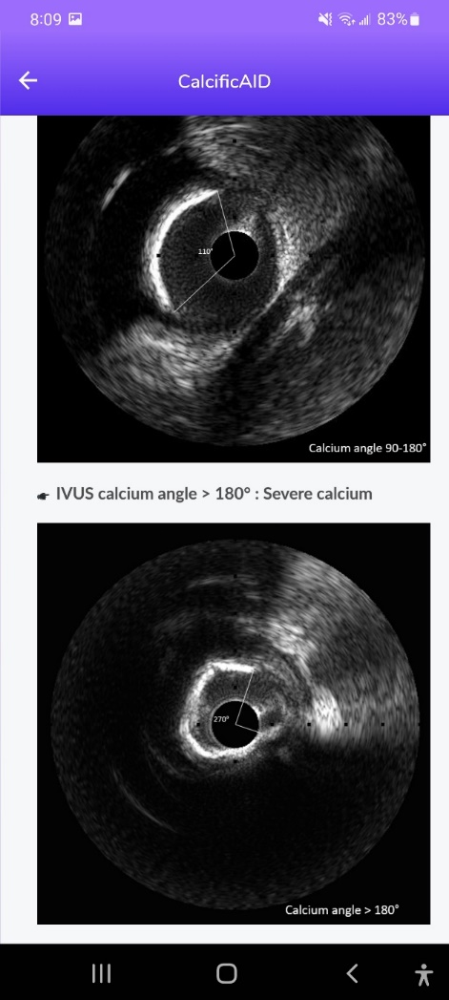 8:09 83%
CalcificAID
110°
Calcium angle 90-180°
IVUS calcium angle > 180° : Severe calcium
270°
Calcium angle > 180°